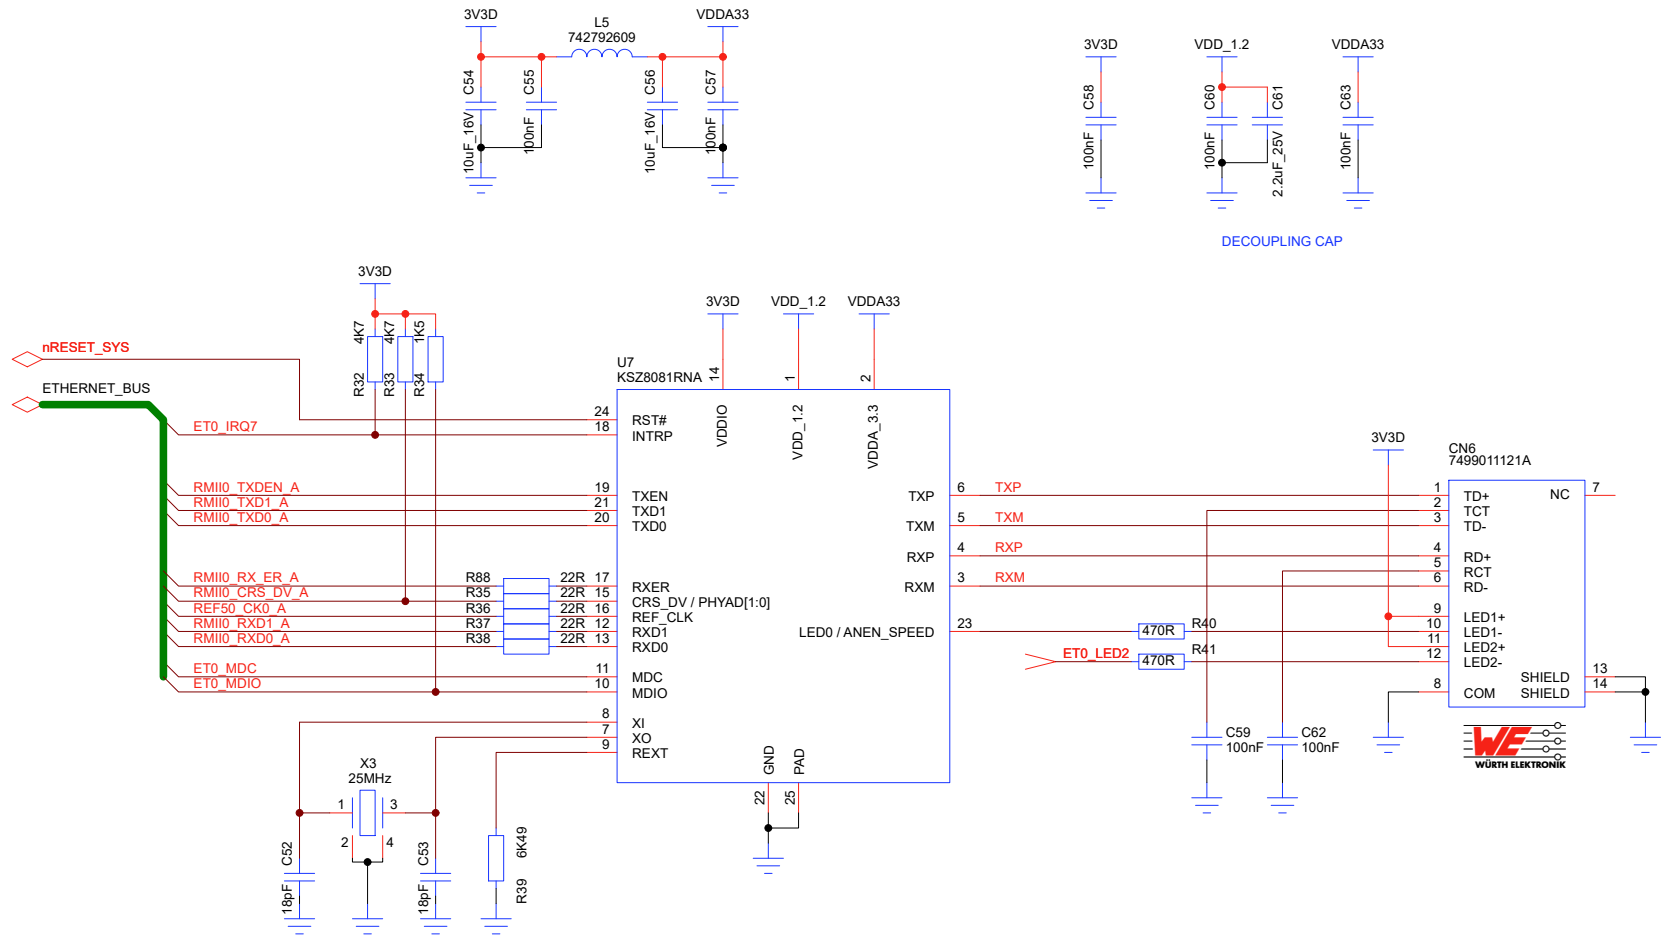 3V3D
L5
742792609
VDDA33
C54
10uF_16V
C55
100nF
C56
10uF_16V
C57
100nF
3V3D
VDD_1.2
VDDA33
C58
100nF
C60
100nF
C61
2.2uF_25V
C63
100nF
DECOUPLING CAP
3V3D
4K7
R32
4K7
R33
1K5
R34
nRESET_SYS
ETHERNET_BUS
ET0_IRQ7
RMII0_TXDEN_A
RMII0_TXD1_A
RMII0_TXD0_A
RMII0_RX_ER_A
RMII0_CRS_DV_A
REF50_CK0_A
RMII0_RXD1_A
RMII0_RXD0_A
ET0_MDC
ET0_MDIO
R88 22R
R35 22R
R36 22R
R37 22R
R38 22R
3V3D
VDD_1.2
VDDA33
U7
KSZ8081RNA
14 VDDIO
1 VDD_1.2
2 VDDA_3.3
24 RST#
18 INTRP
19 TXEN
21 TXD1
20 TXD0
17 RXER
15 CRS_DV / PHYAD[1:0]
16 REF_CLK
12 RXD1
13 RXD0
11 MDC
10 MDIO
8 XI
7 XO
9 REXT
GND 22
PAD 25
TXP 6 TXP
TXM 5 TXM
RXP 4 RXP
RXM 3 RXM
LED0 / ANEN_SPEED 23
470R R40
ET0_LED2 470R R41
X3
25MHz
1 3
2 4
C52
18pF
C53
18pF
6K49
R39
C59
100nF
C62
100nF
3V3D
CN6
7499011121A
1 TD+
2 TCT
3 TD-
4 RD+
5 RCT
6 RD-
9 LED1+
10 LED1-
11 LED2+
12 LED2-
8 COM
NC 7
SHIELD 13
SHIELD 14
WE
WÜRTH ELEKTRONIK